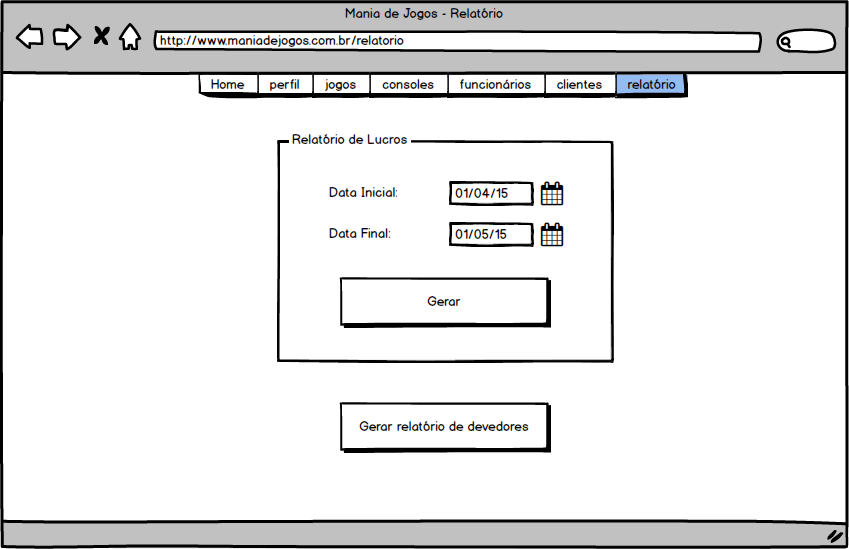 Mania de Jogos - Relatório
http://www.maniadejogos.com.br/relatorio
Home perfil jogos consoles funcionários clientes relatório
Relatório de Lucros
Data Inicial: 01/04/15
Data Final: 01/05/15
Gerar
Gerar relatório de devedores